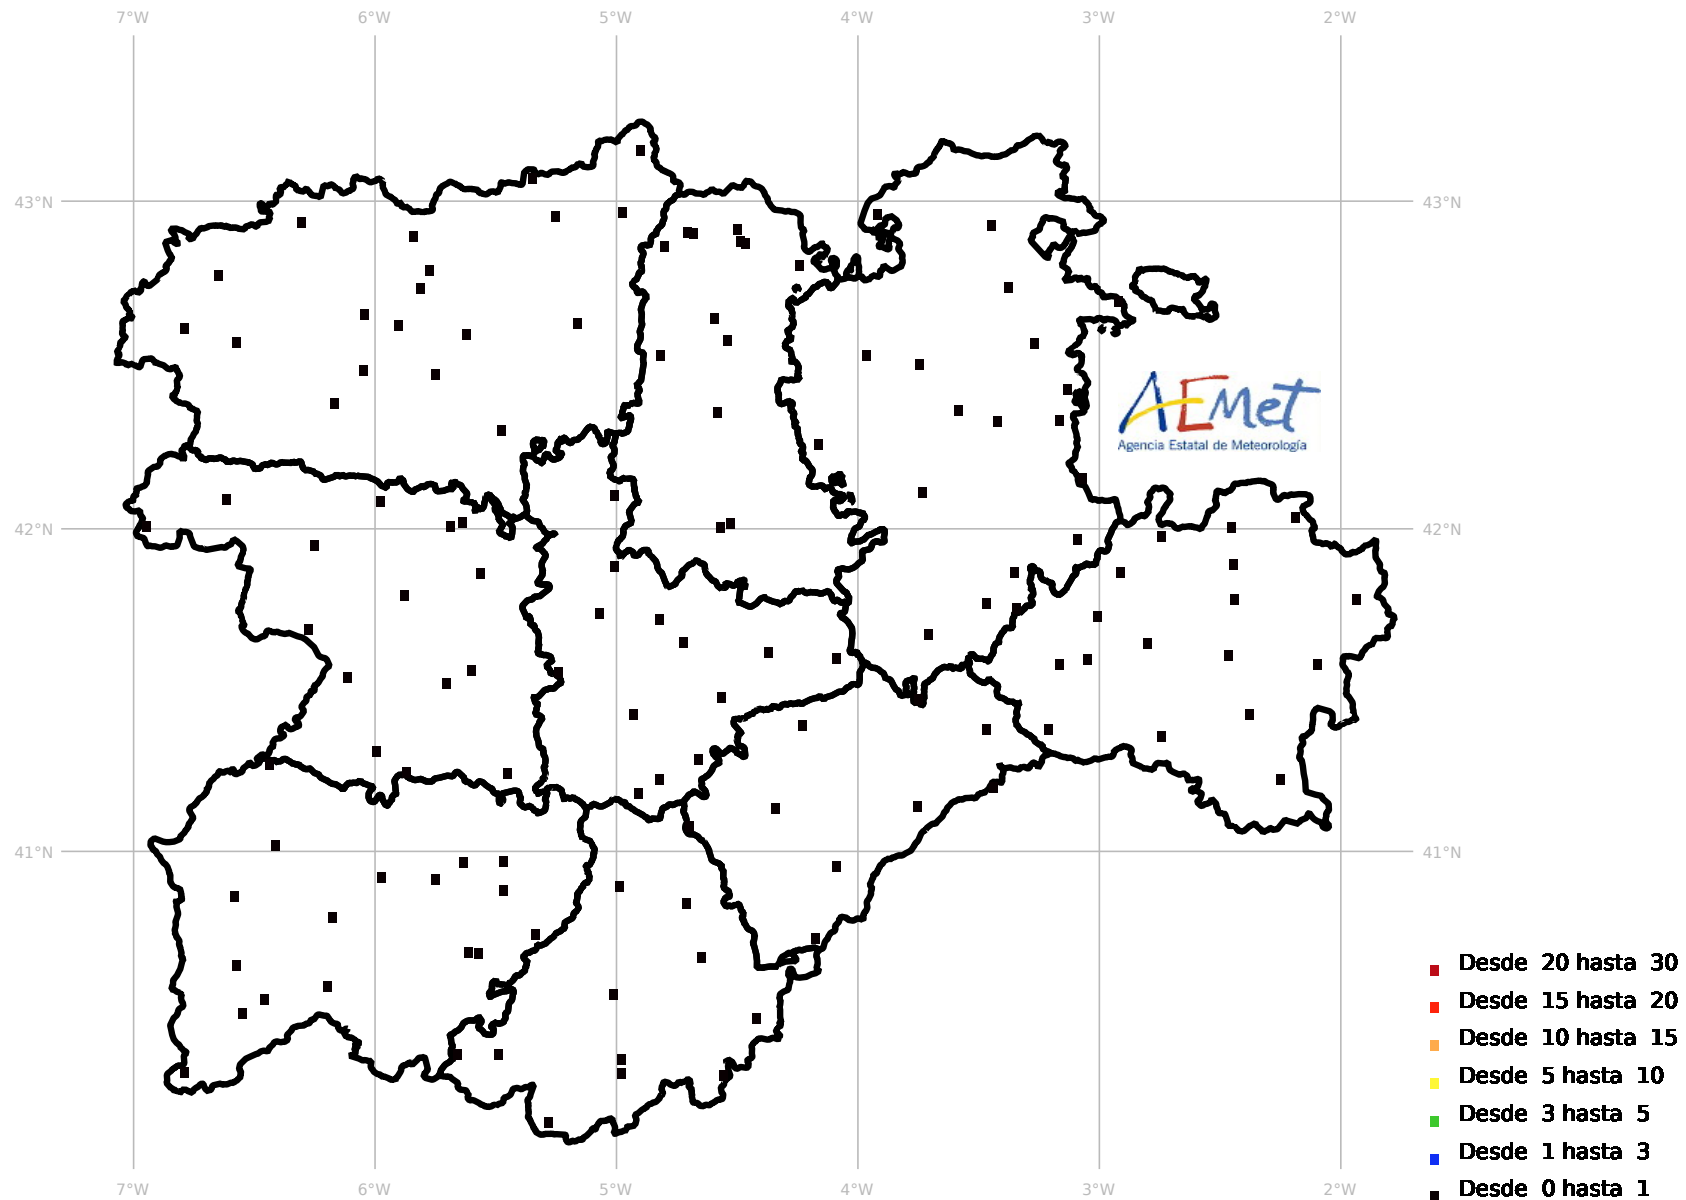 7°W 6°W 5°W 4°W 3°W 2°W
43°N 43°N
AEMet
Agencia Estatal de Meteorología
42°N 42°N
41°N 41°N
Desde 20 hasta 30
Desde 15 hasta 20
Desde 10 hasta 15
Desde 5 hasta 10
Desde 3 hasta 5
Desde 1 hasta 3
Desde 0 hasta 1
7°W 6°W 5°W 4°W 3°W 2°W